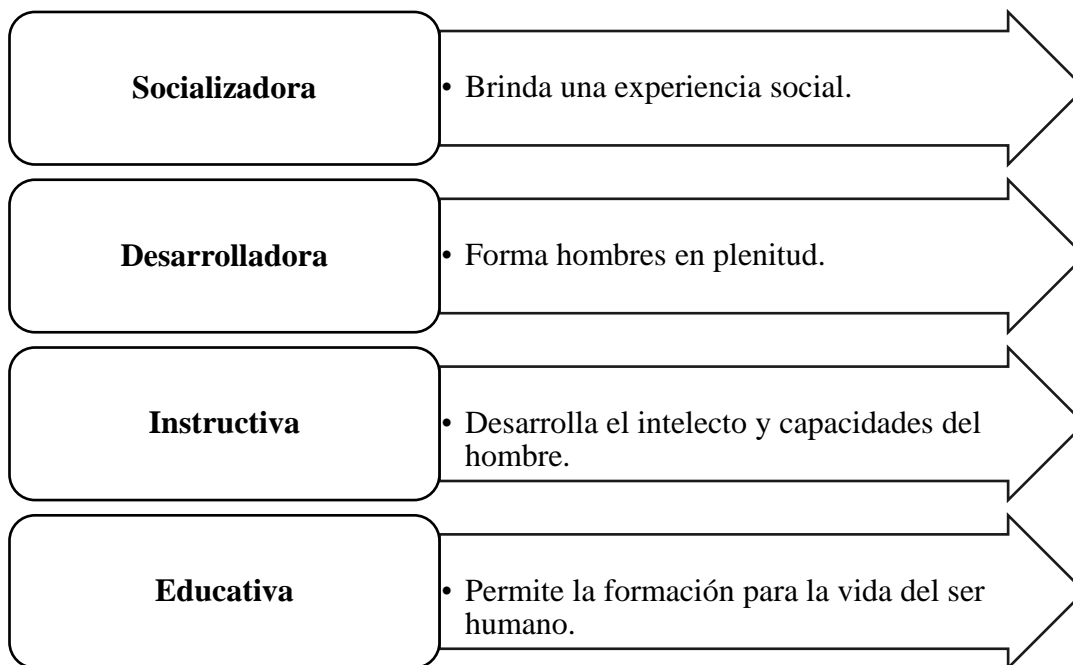 Socializadora
• Brinda una experiencia social.
Desarrolladora
• Forma hombres en plenitud.
Instructiva
• Desarrolla el intelecto y capacidades del
hombre.
Educativa
• Permite la formación para la vida del ser
humano.